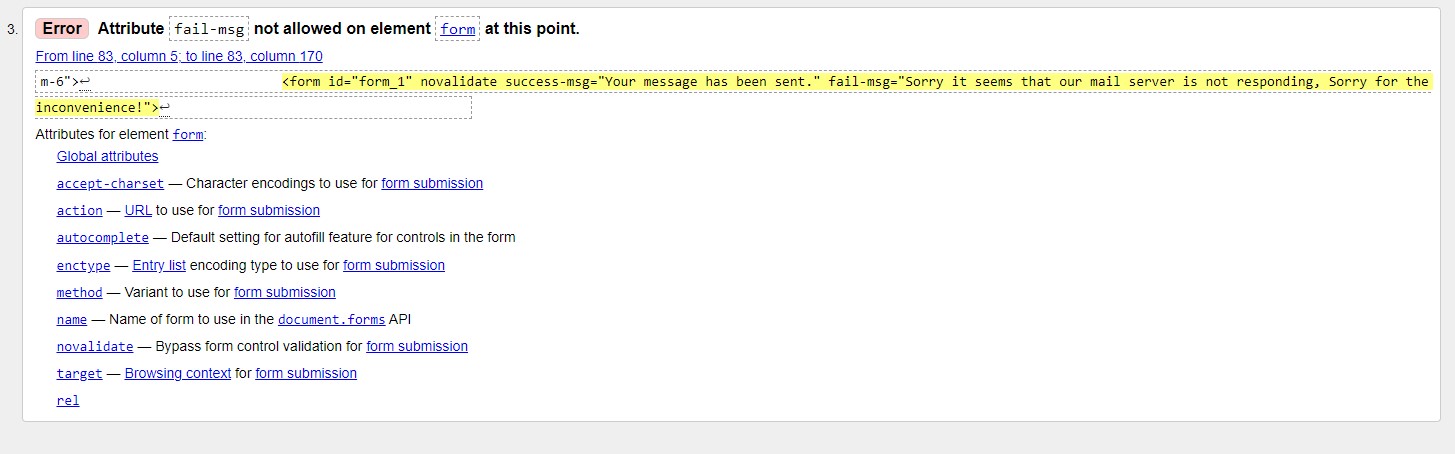 3. Error Attribute fail-msg not allowed on element form at this point.
From line 83, column 5; to line 83, column 170
m-6">↩ <form id="form_1" novalidate success-msg="Your message has been sent." fail-msg="Sorry it seems that our mail server is not responding, Sorry for the
inconvenience!">↩
Attributes for element form:
Global attributes
accept-charset — Character encodings to use for form submission
action — URL to use for form submission
autocomplete — Default setting for autofill feature for controls in the form
enctype — Entry list encoding type to use for form submission
method — Variant to use for form submission
name — Name of form to use in the document.forms API
novalidate — Bypass form control validation for form submission
target — Browsing context for form submission
rel